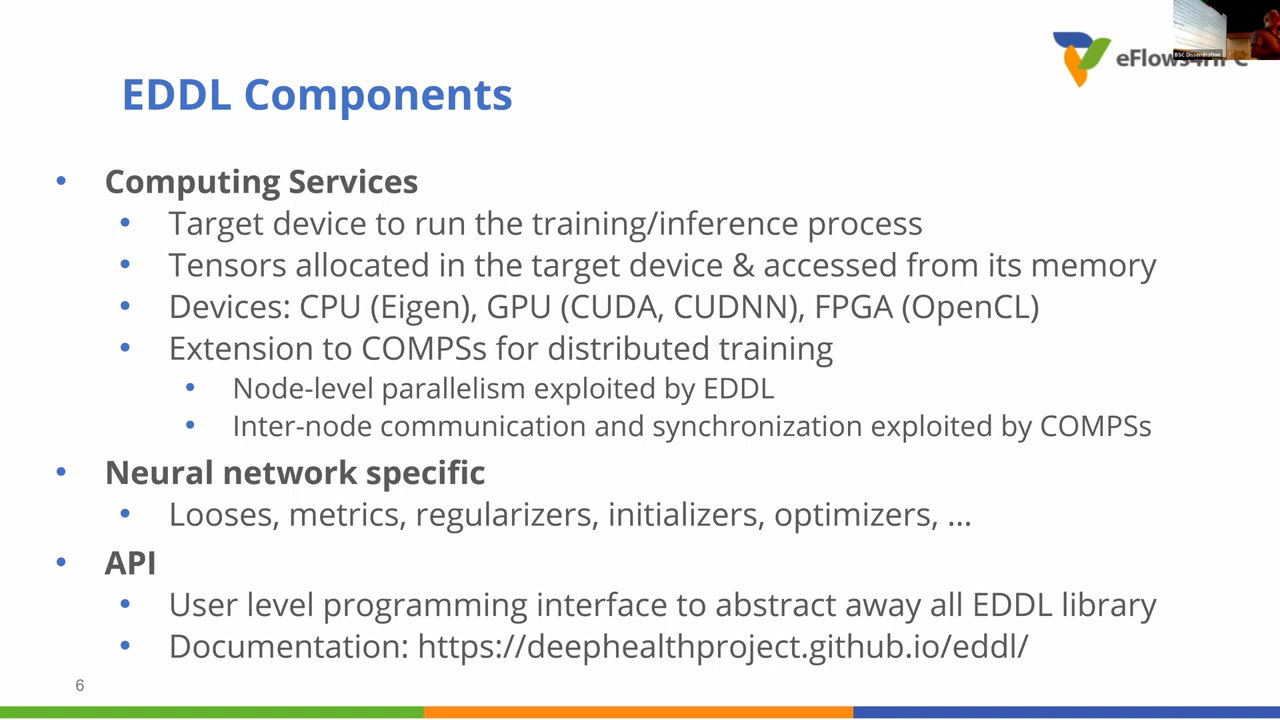 eFlows4HPC
BSC Dissemination
EDDL Components
• Computing Services
• Target device to run the training/inference process
• Tensors allocated in the target device & accessed from its memory
• Devices: CPU (Eigen), GPU (CUDA, CUDNN), FPGA (OpenCL)
• Extension to COMPSs for distributed training
• Node-level parallelism exploited by EDDL
• Inter-node communication and synchronization exploited by COMPSs
• Neural network specific
• Looses, metrics, regularizers, initializers, optimizers, ...
• API
• User level programming interface to abstract away all EDDL library
• Documentation: https://deephealthproject.github.io/eddl/
6